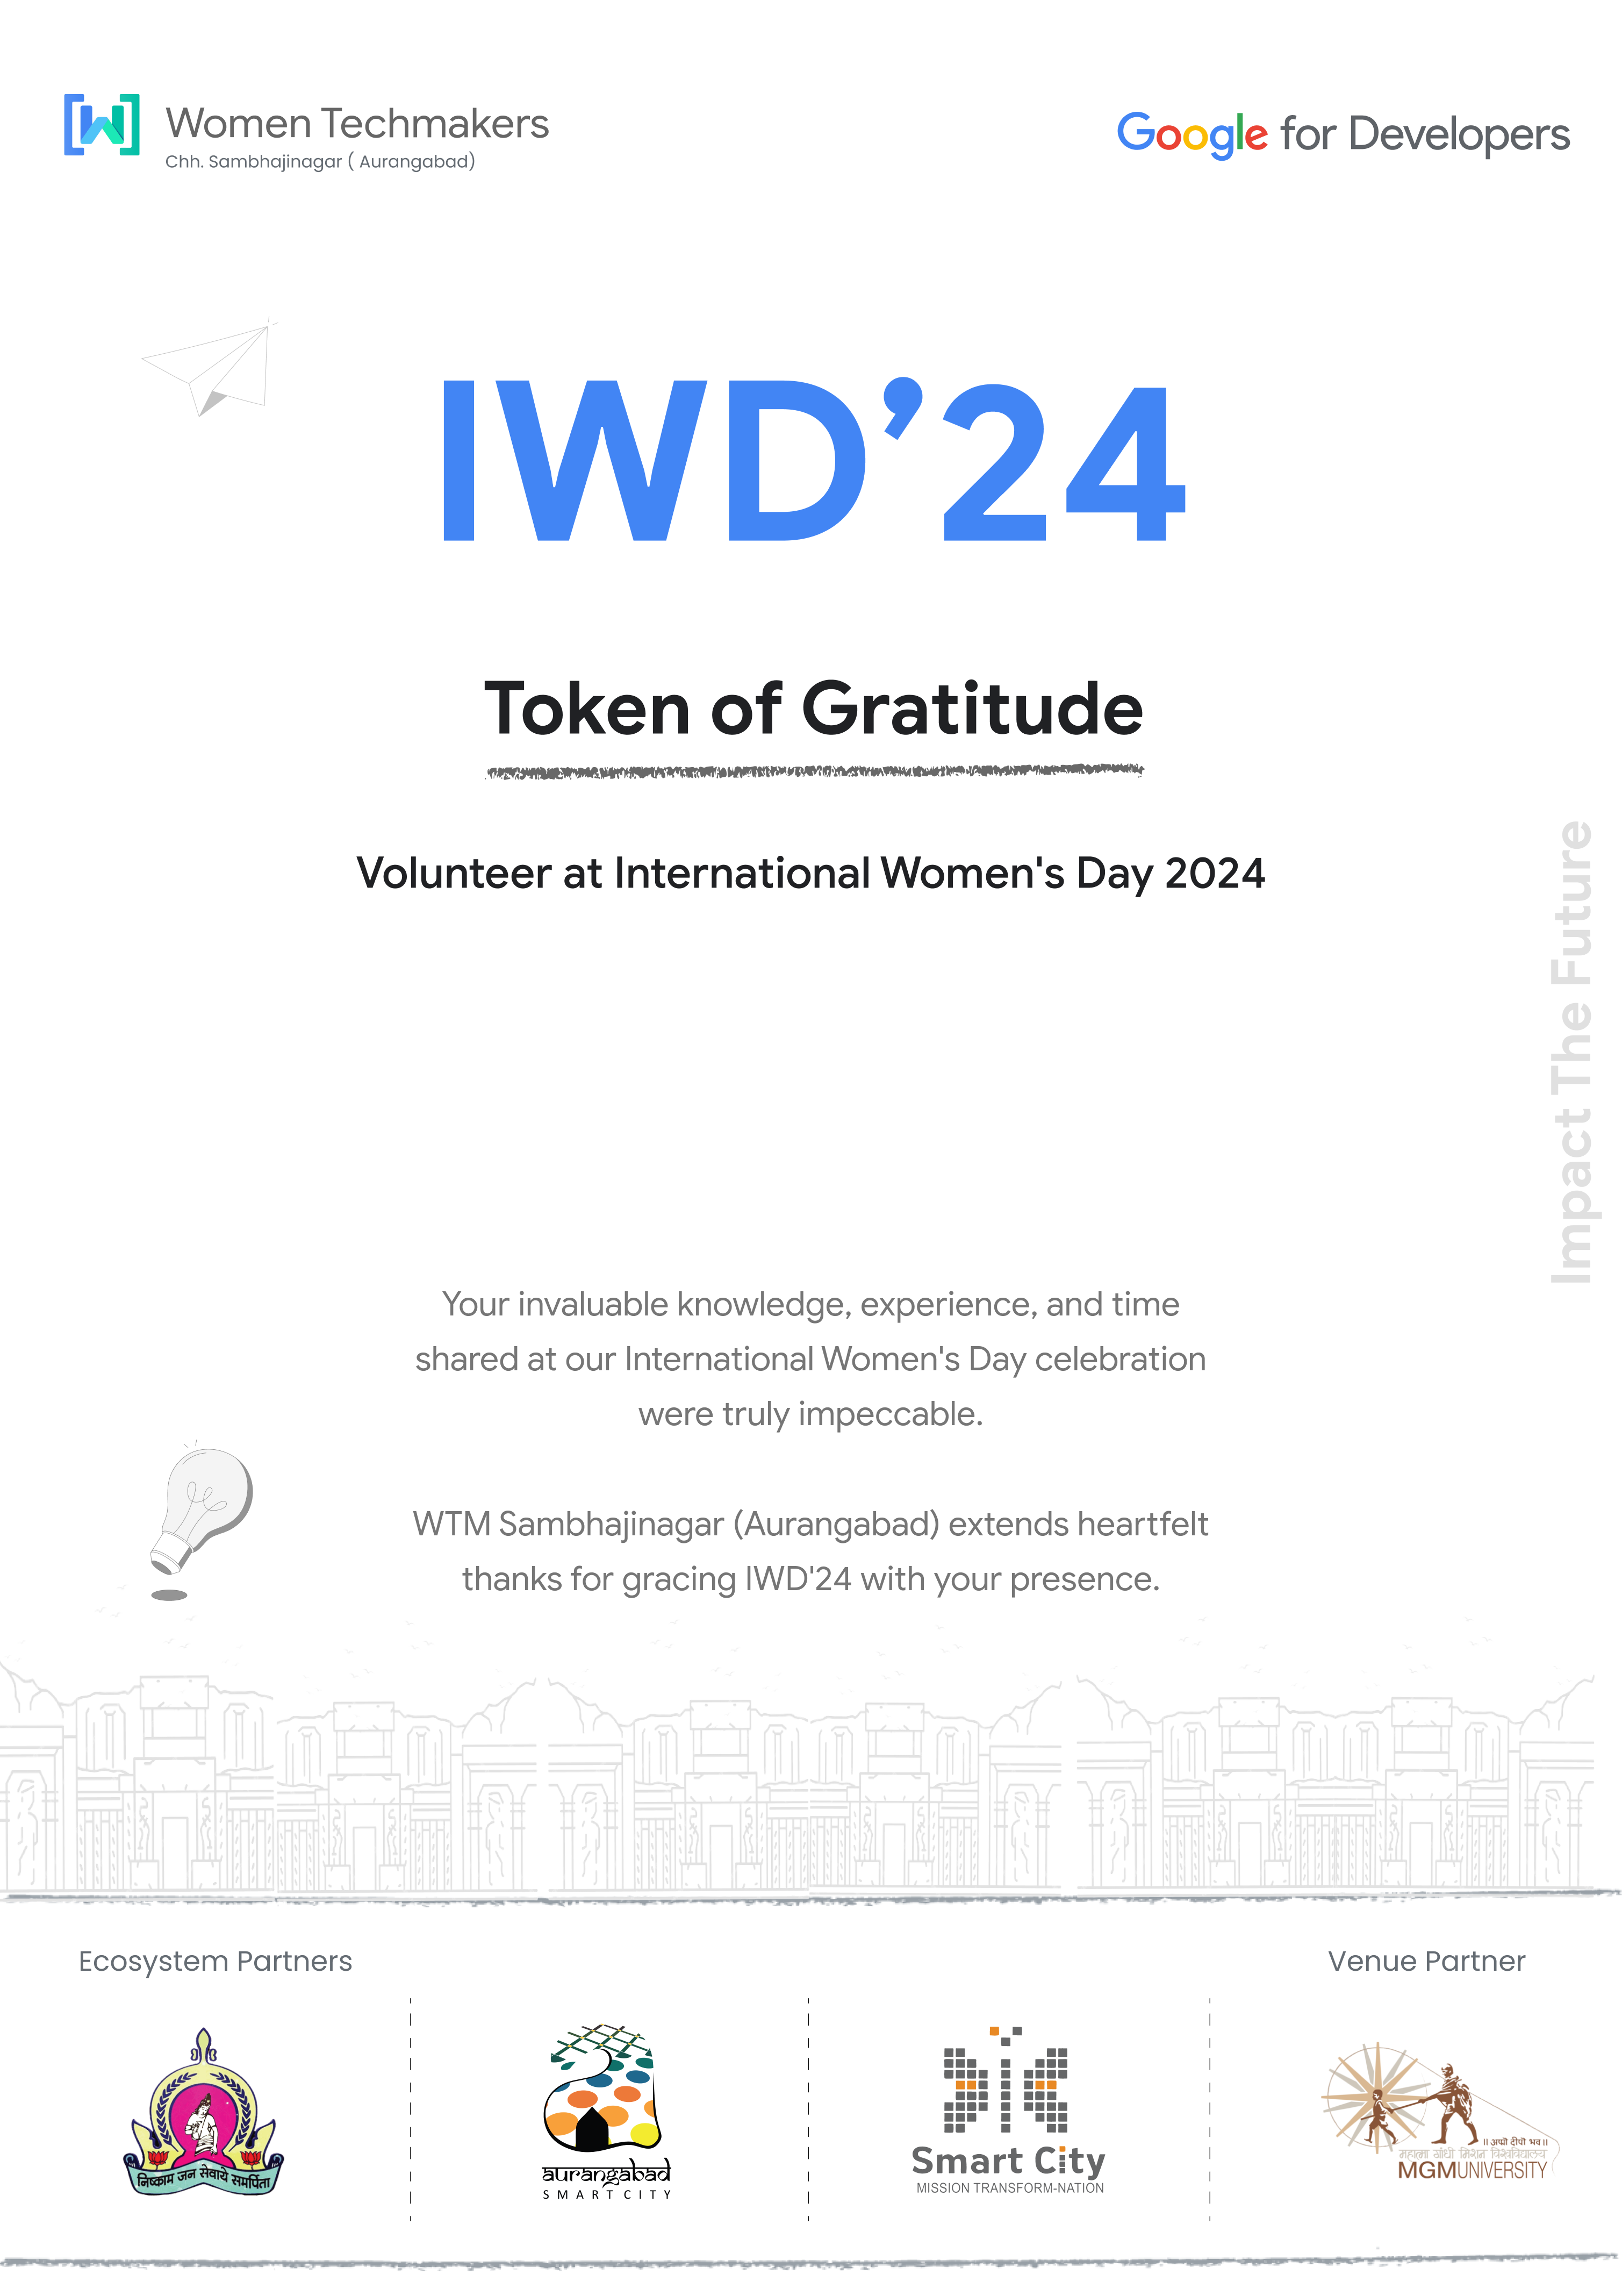 Women Techmakers
Chh. Sambhajinagar ( Aurangabad)
Google for Developers
IWD’24
Token of Gratitude
Volunteer at International Women's Day 2024
Impact The Future
Your invaluable knowledge, experience, and time
shared at our International Women's Day celebration
were truly impeccable.
WTM Sambhajinagar (Aurangabad) extends heartfelt
thanks for gracing IWD'24 with your presence.
Ecosystem Partners
Venue Partner
निष्काम जन सेवाये समर्पिता
aurangabad
SMART CITY
Smart City
MISSION TRANSFORM-NATION
॥ अप्पो दीपो भव॥
महात्मा गांधी मिशन विश्वविद्यालय
MGMUNIVERSITY